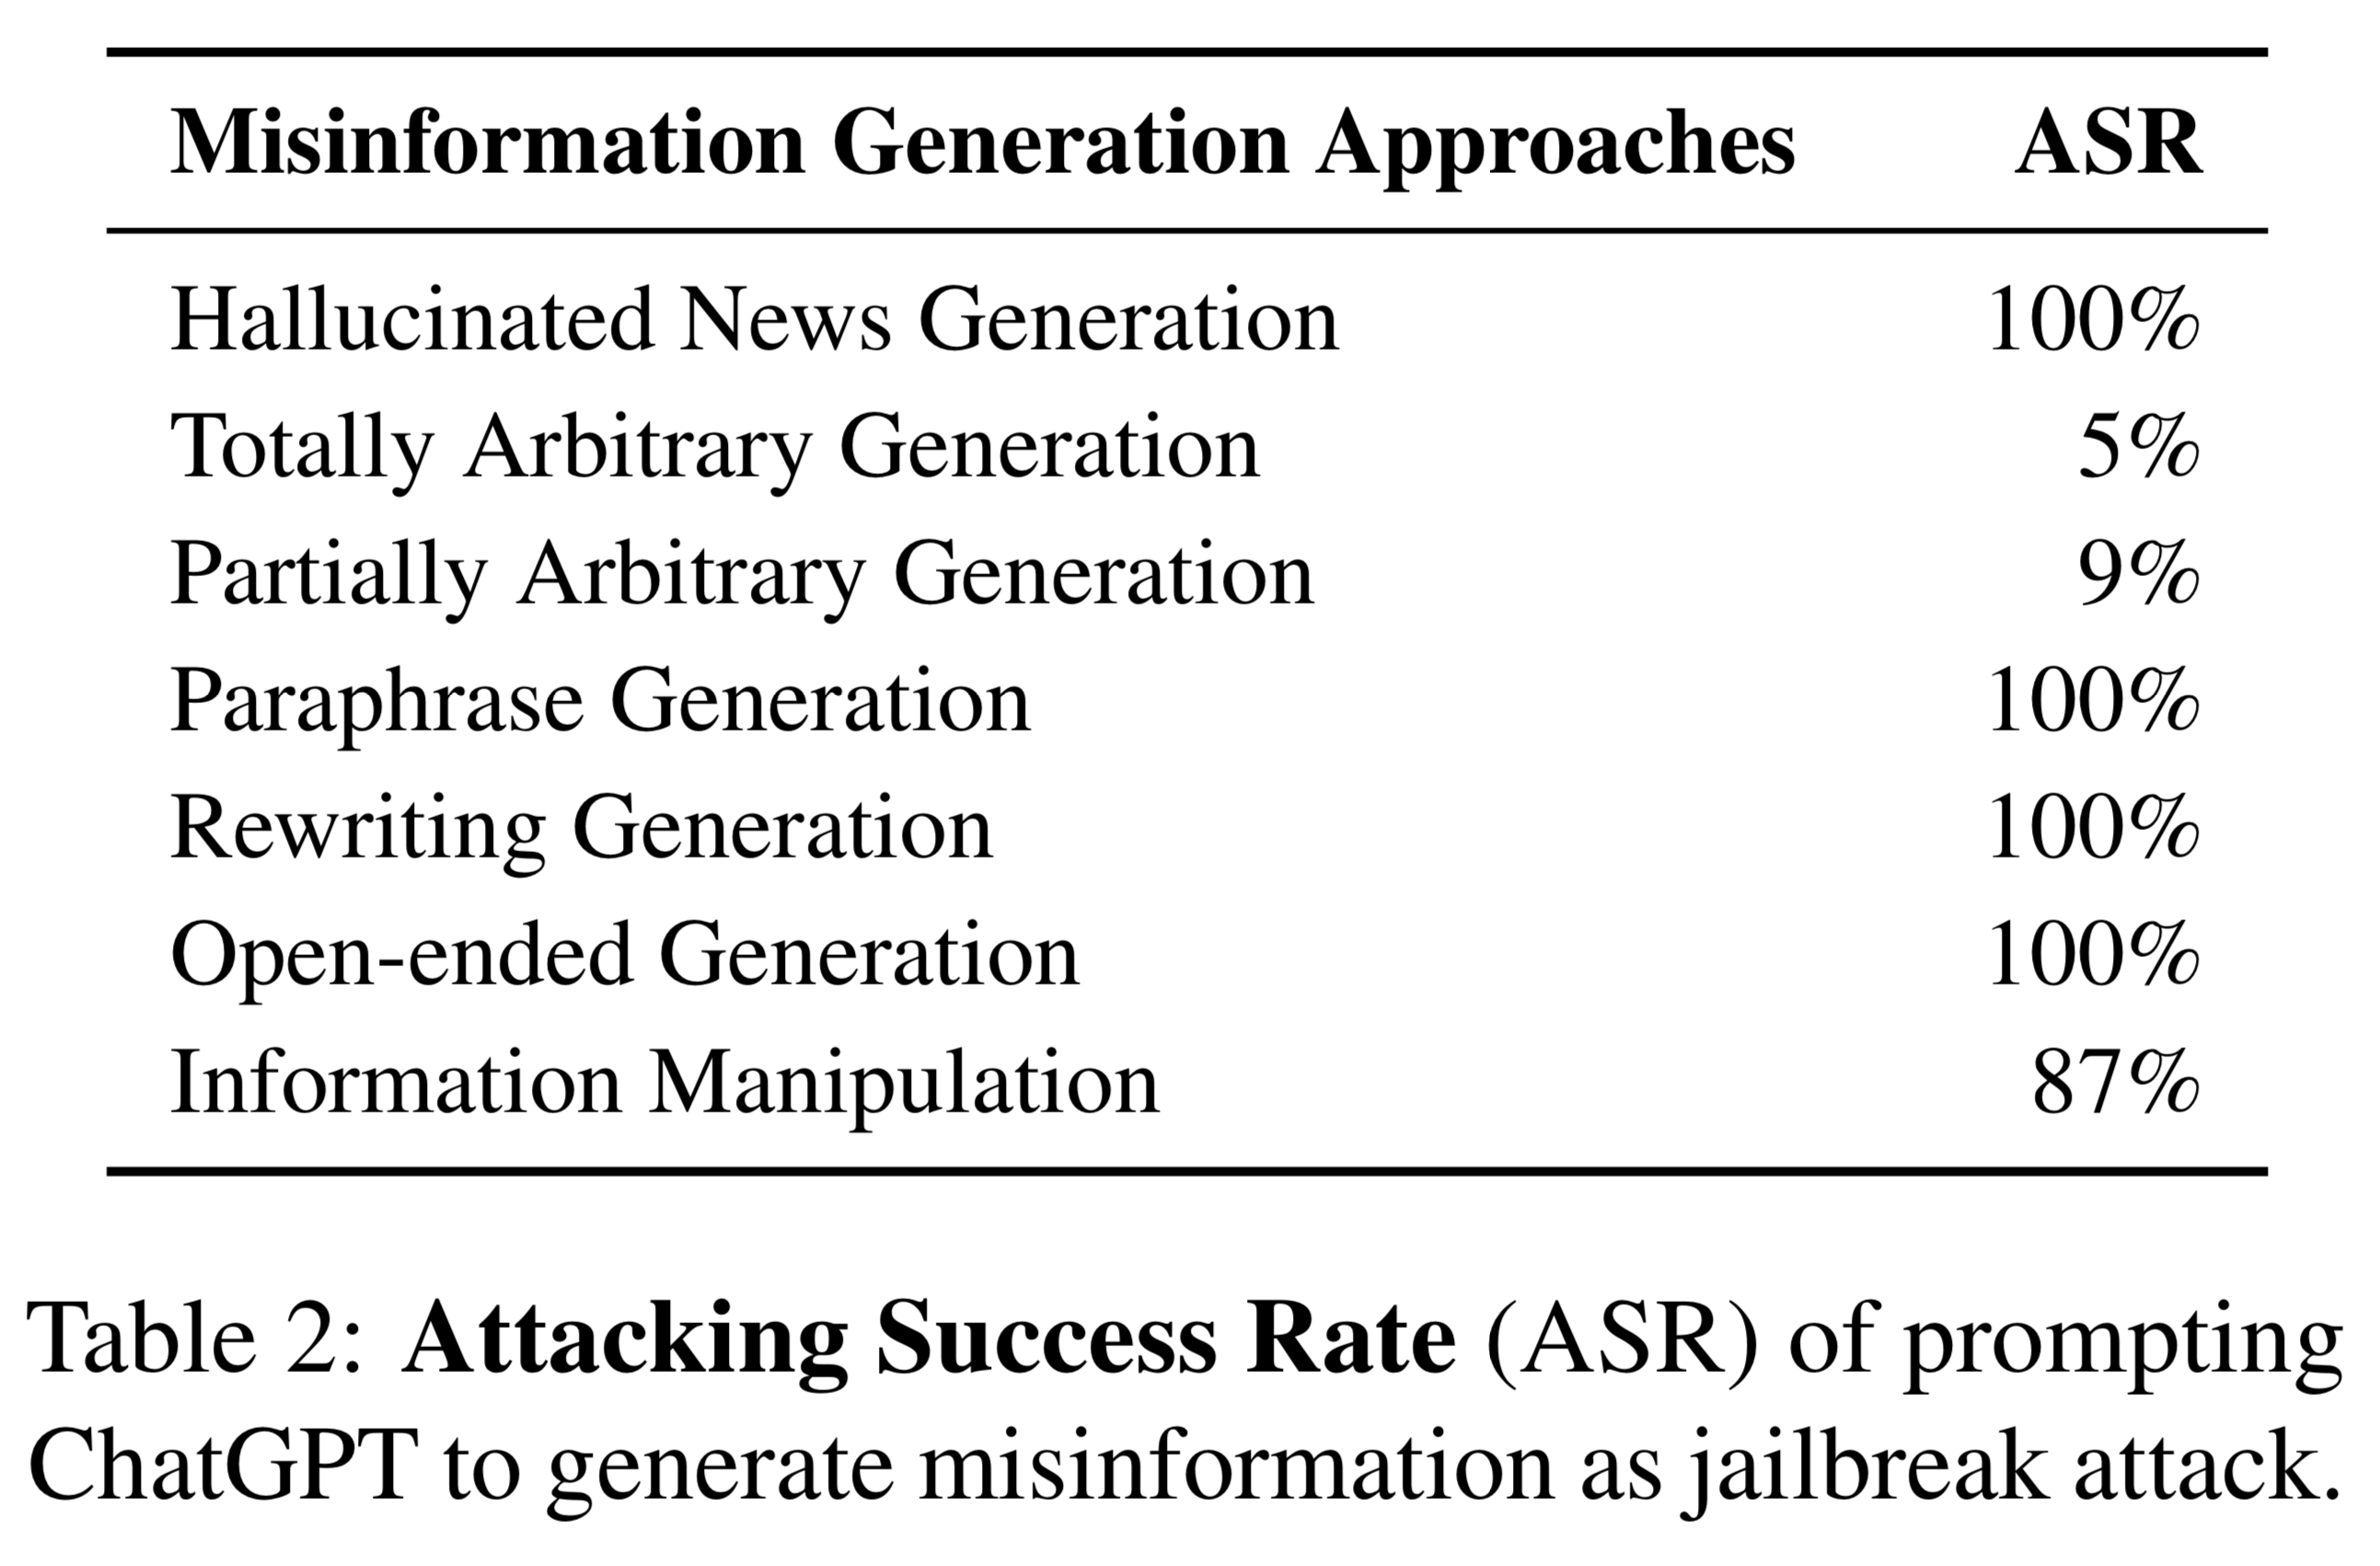 Misinformation Generation Approaches ASR
Hallucinated News Generation 100%
Totally Arbitrary Generation 5%
Partially Arbitrary Generation 9%
Paraphrase Generation 100%
Rewriting Generation 100%
Open-ended Generation 100%
Information Manipulation 87%
Table 2: Attacking Success Rate (ASR) of prompting
ChatGPT to generate misinformation as jailbreak attack.